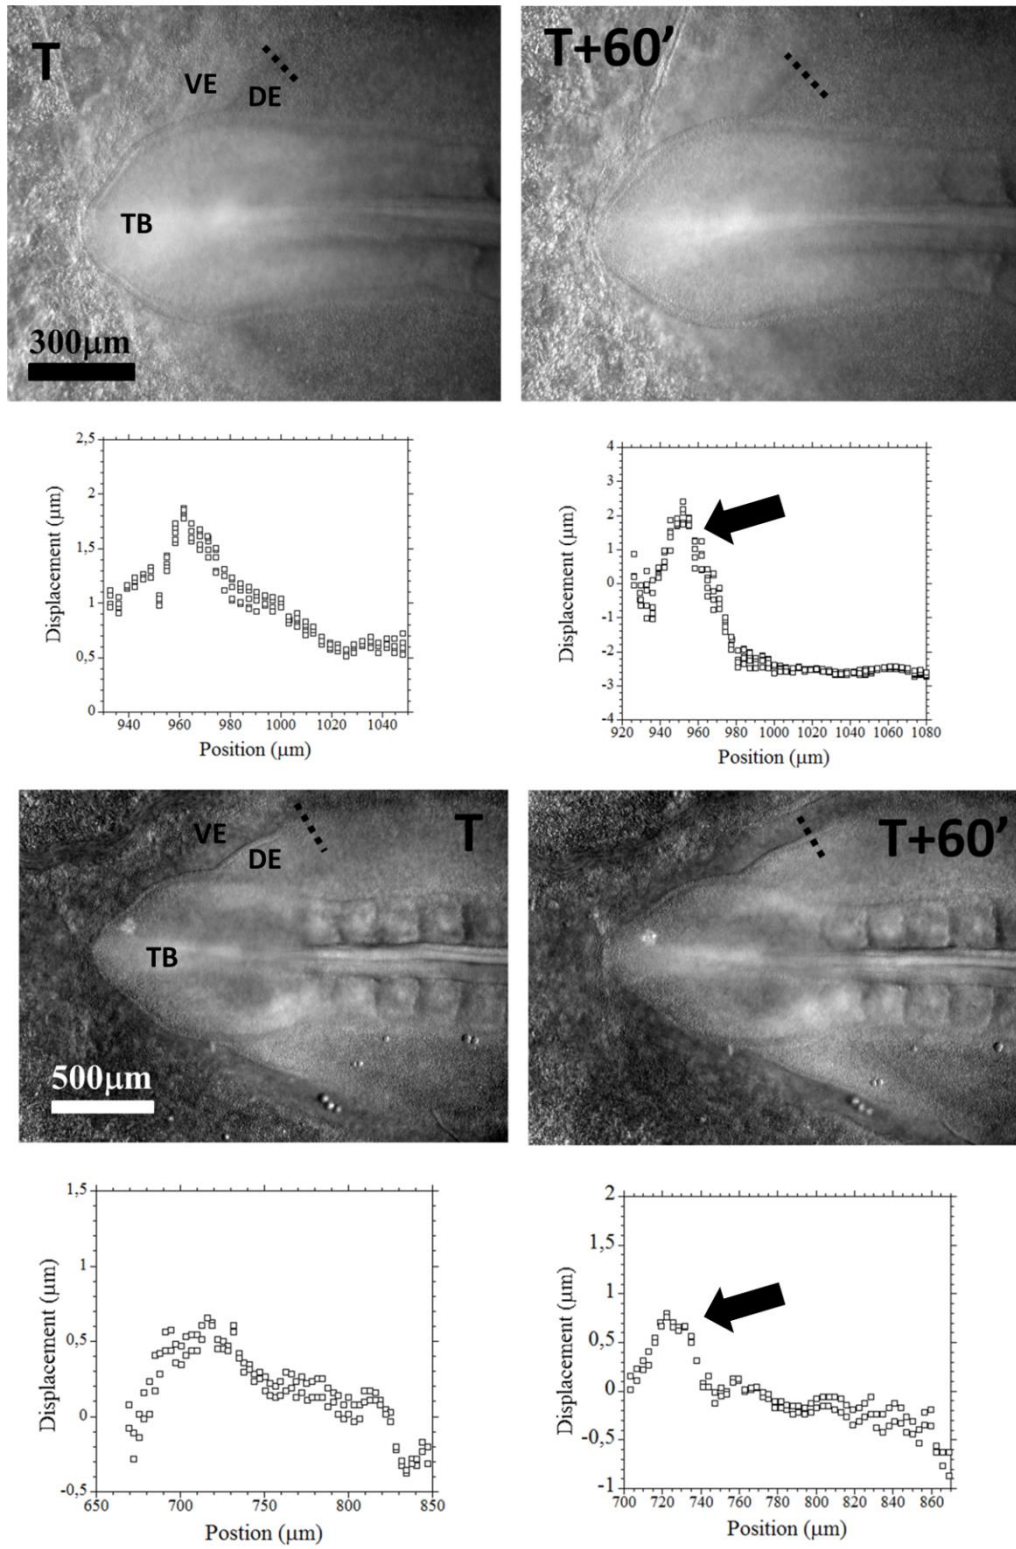 T
VE
DE
TB
300µm
T+60'
2,5
2
1,5
1
0,5
0
940 960 980 1000 1020 1040
Displacement (µm)
Position (µm)
4
3
2
1
0
-1
-2
-3
-4
920 940 960 980 1000 1020 1040 1060 1080
Displacement (µm)
Position (µm)
T
VE
DE
TB
500µm
T+60'
1,5
1
0,5
0
-0,5
650 700 750 800 850
Displacement (µm)
Postion (µm)
2
1,5
1
0,5
0
-0,5
-1
700 720 740 760 780 800 820 840 860
Displacement (µm)
Position (µm)